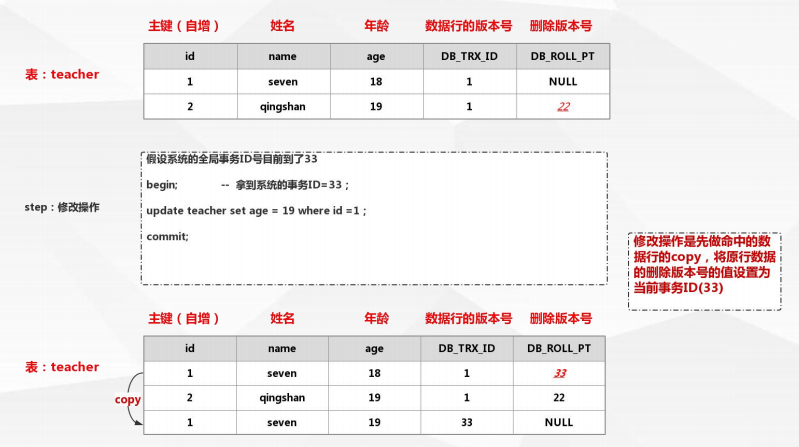 主键（自增） 姓名 年龄 数据行的版本号 删除版本号
id name age DB_TRX_ID DB_ROLL_PT
表：teacher
1 seven 18 1 NULL
2 qingshan 19 1 22
假设系统的全局事务ID号目前到了33
begin; -- 拿到系统的事务ID=33；
step：修改操作
update teacher set age = 19 where id =1；
commit;
修改操作是先做命中的数
据行的copy，将原行数据
的删除版本号的值设置为
当前事务ID(33)
主键（自增） 姓名 年龄 数据行的版本号 删除版本号
id name age DB_TRX_ID DB_ROLL_PT
表：teacher
1 seven 18 1 33
copy
2 qingshan 19 1 22
1 seven 19 33 NULL